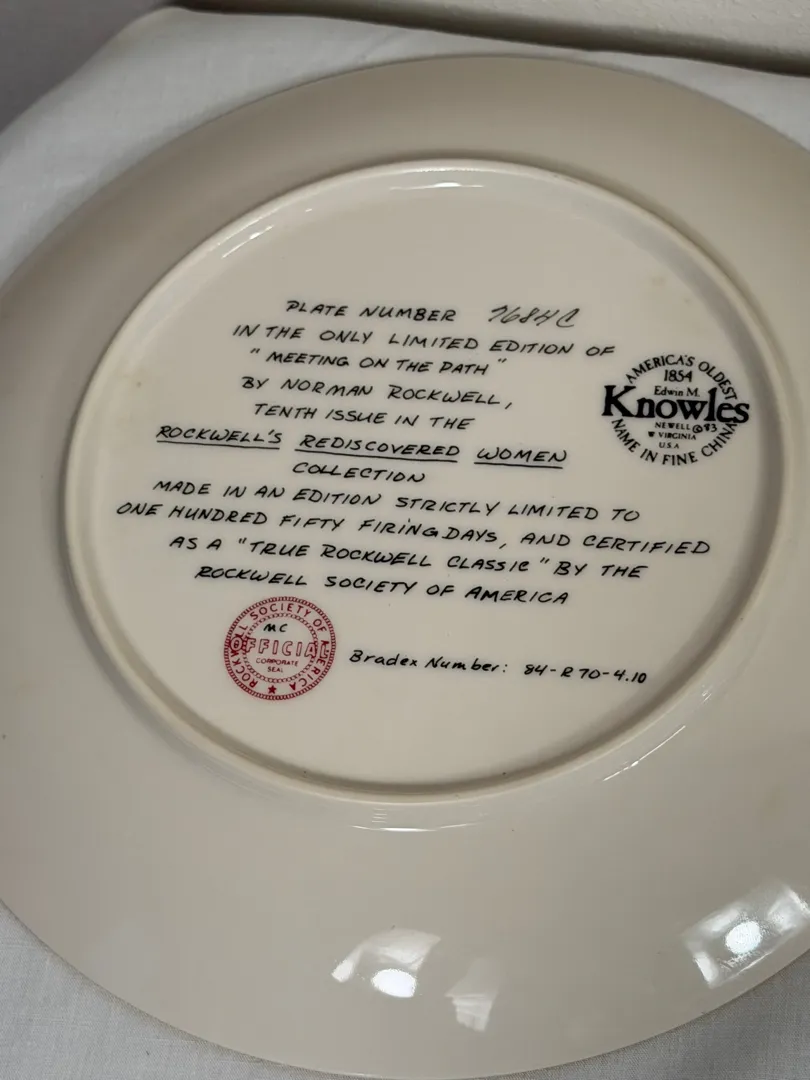 PLATE NUMBER 7684C
IN THE ONLY LIMITED EDITION OF
"MEETING ON THE PATH"
BY NORMAN ROCKWELL,
TENTH ISSUE IN THE
ROCKWELL'S REDISCOVERED WOMEN
COLLECTION
MADE IN AN EDITION STRICTLY LIMITED TO
ONE HUNDRED FIFTY FIRING DAYS, AND CERTIFIED
AS A "TRUE ROCKWELL CLASSIC" BY THE
ROCKWELL SOCIETY OF AMERICA
AMERICA'S OLDEST
1854
Edwin M.
Knowles
NEWELL © 83
W VIRGINIA
U.S.A
NAME IN FINE CHINA
ROCKWELL SOCIETY OF AMERICA
MC
OFFICIAL
CORPORATE
SEAL
Bradex Number: 84-R70-4.10